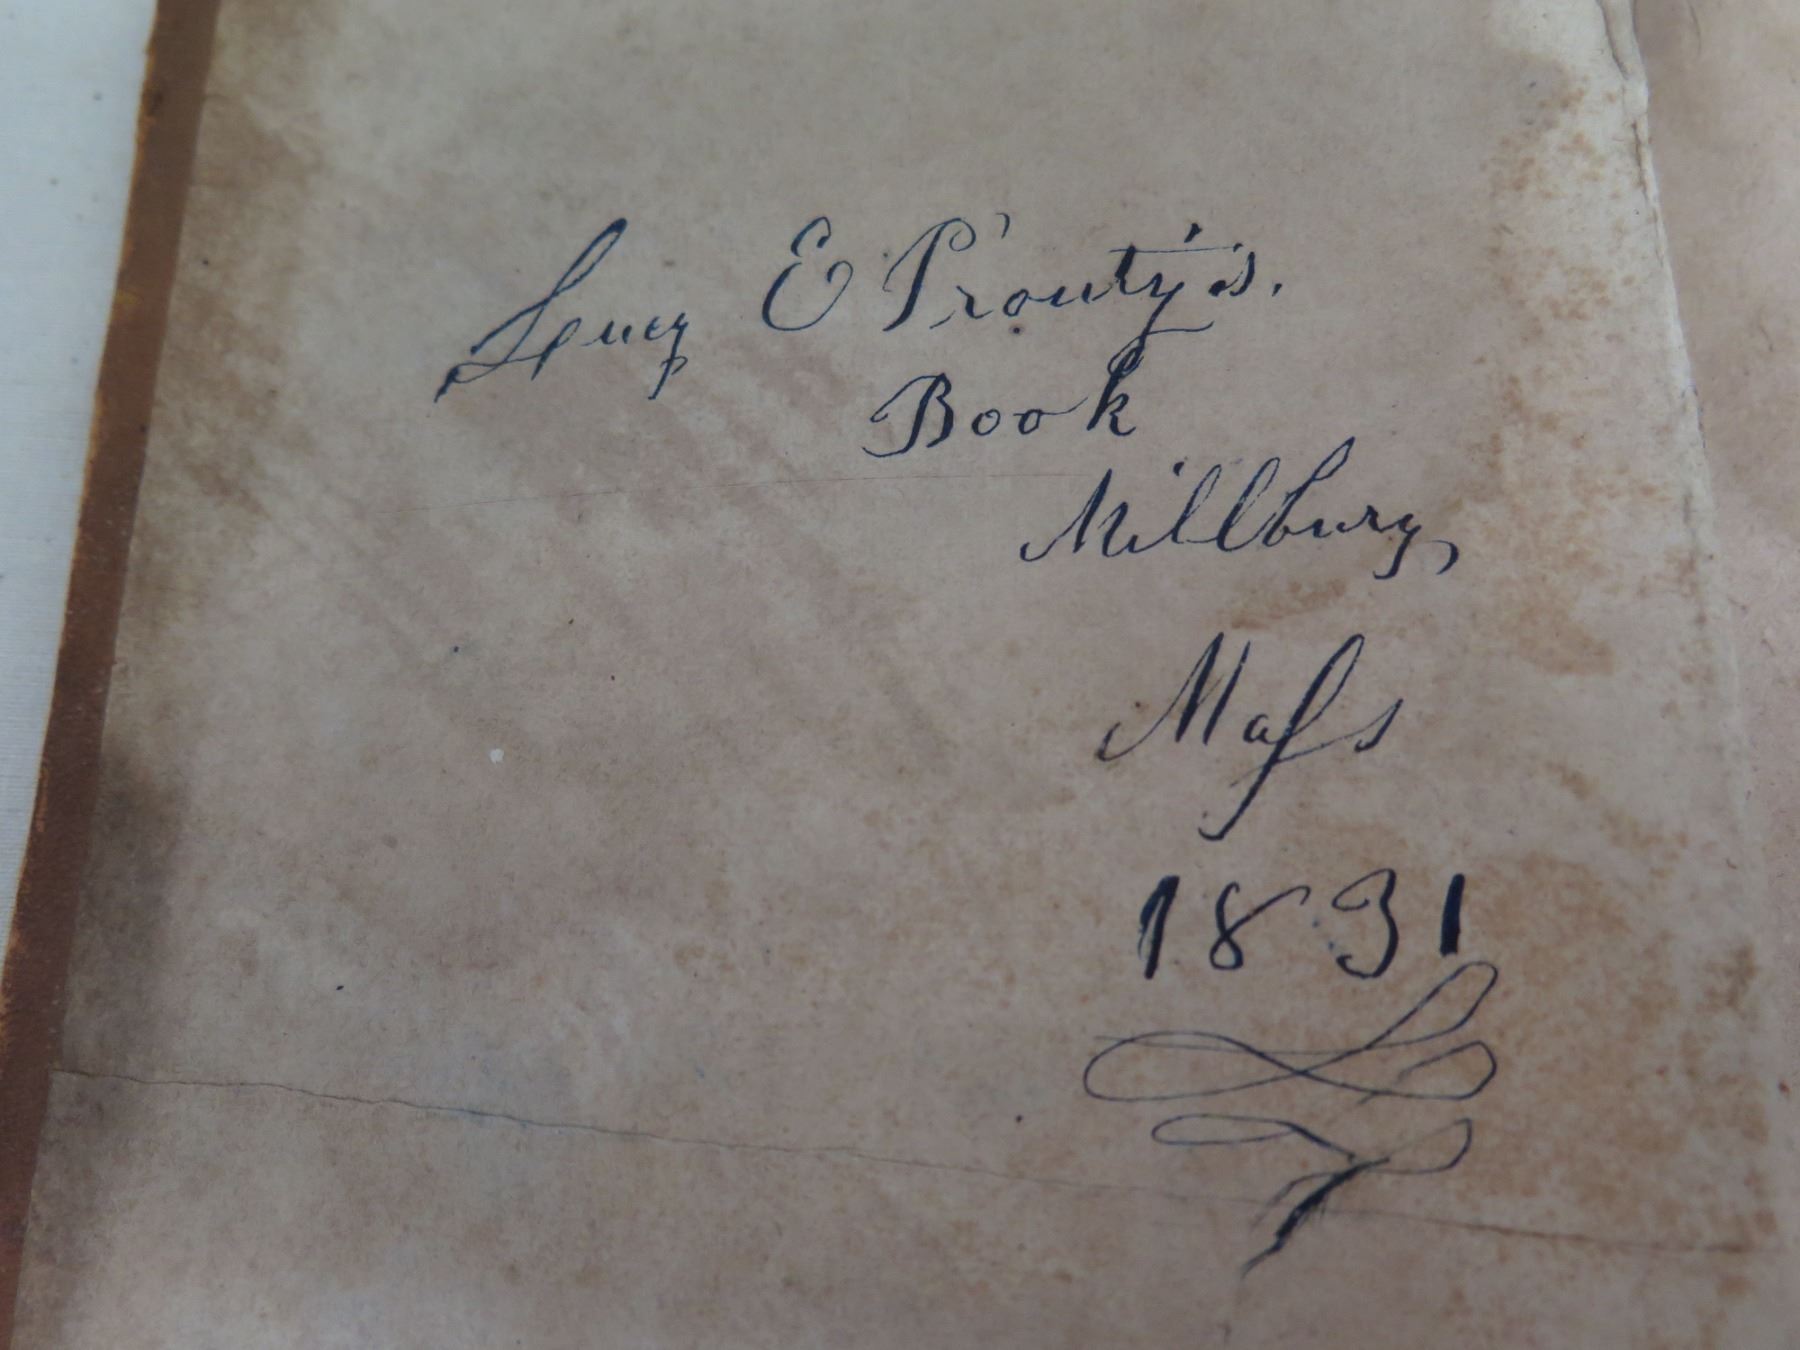 Lucy E Prouty's.
Book
Millbury,
Maſs
1831